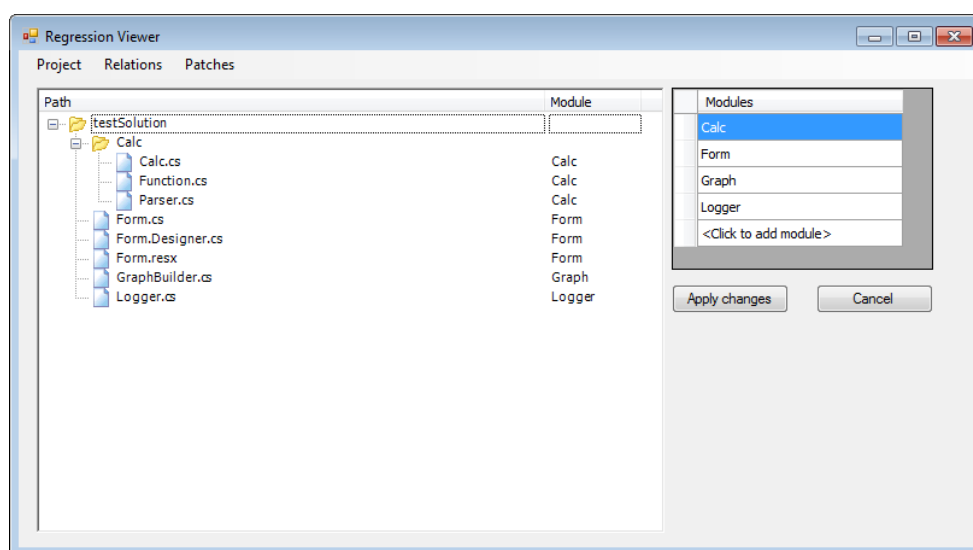 Regression Viewer
Project Relations Patches
Path Module
testSolution
Calc
Calc.cs Calc
Function.cs Calc
Parser.cs Calc
Form.cs Form
Form.Designer.cs Form
Form.resx Form
GraphBuilder.cs Graph
Logger.cs Logger
Modules
Calc
Form
Graph
Logger
<Click to add module>
Apply changes Cancel